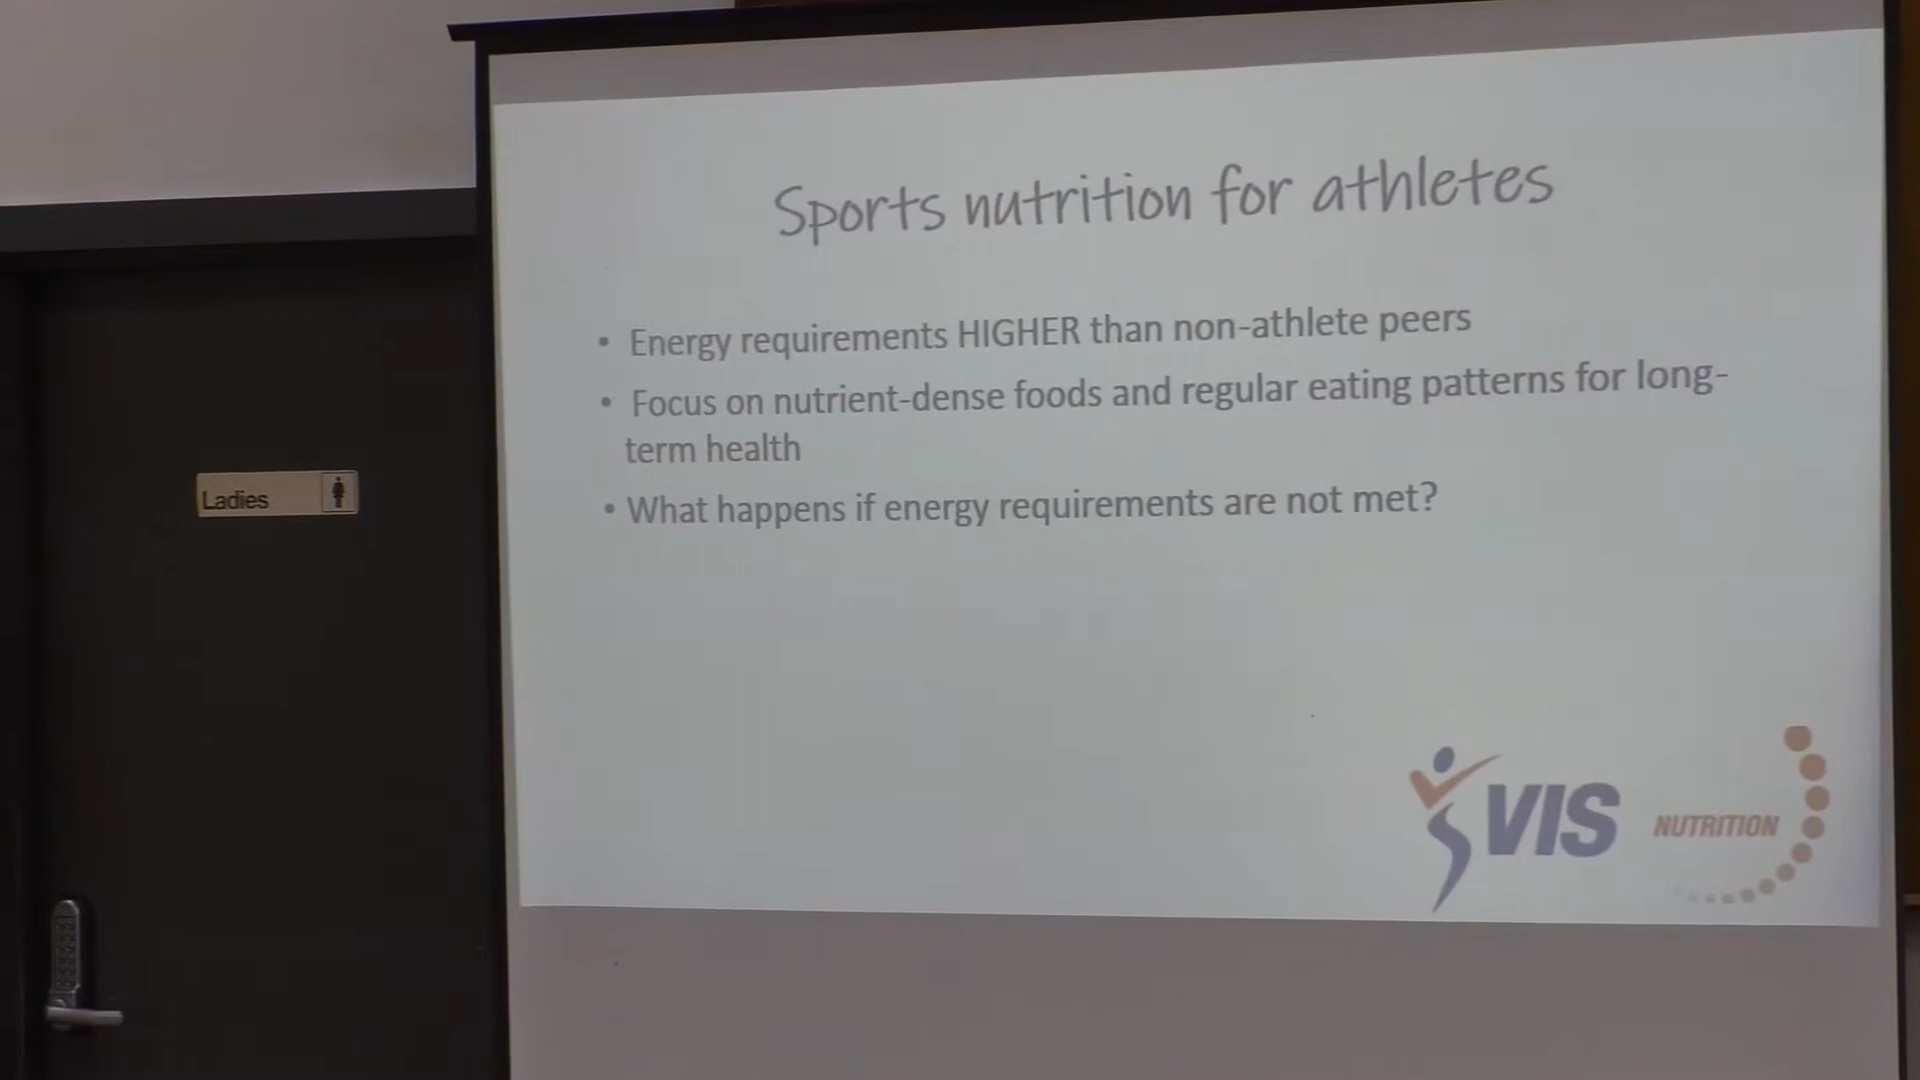 Sports nutrition for athletes
• Energy requirements HIGHER than non-athlete peers
• Focus on nutrient-dense foods and regular eating patterns for long-
term health
• What happens if energy requirements are not met?
Ladies
VIS NUTRITION